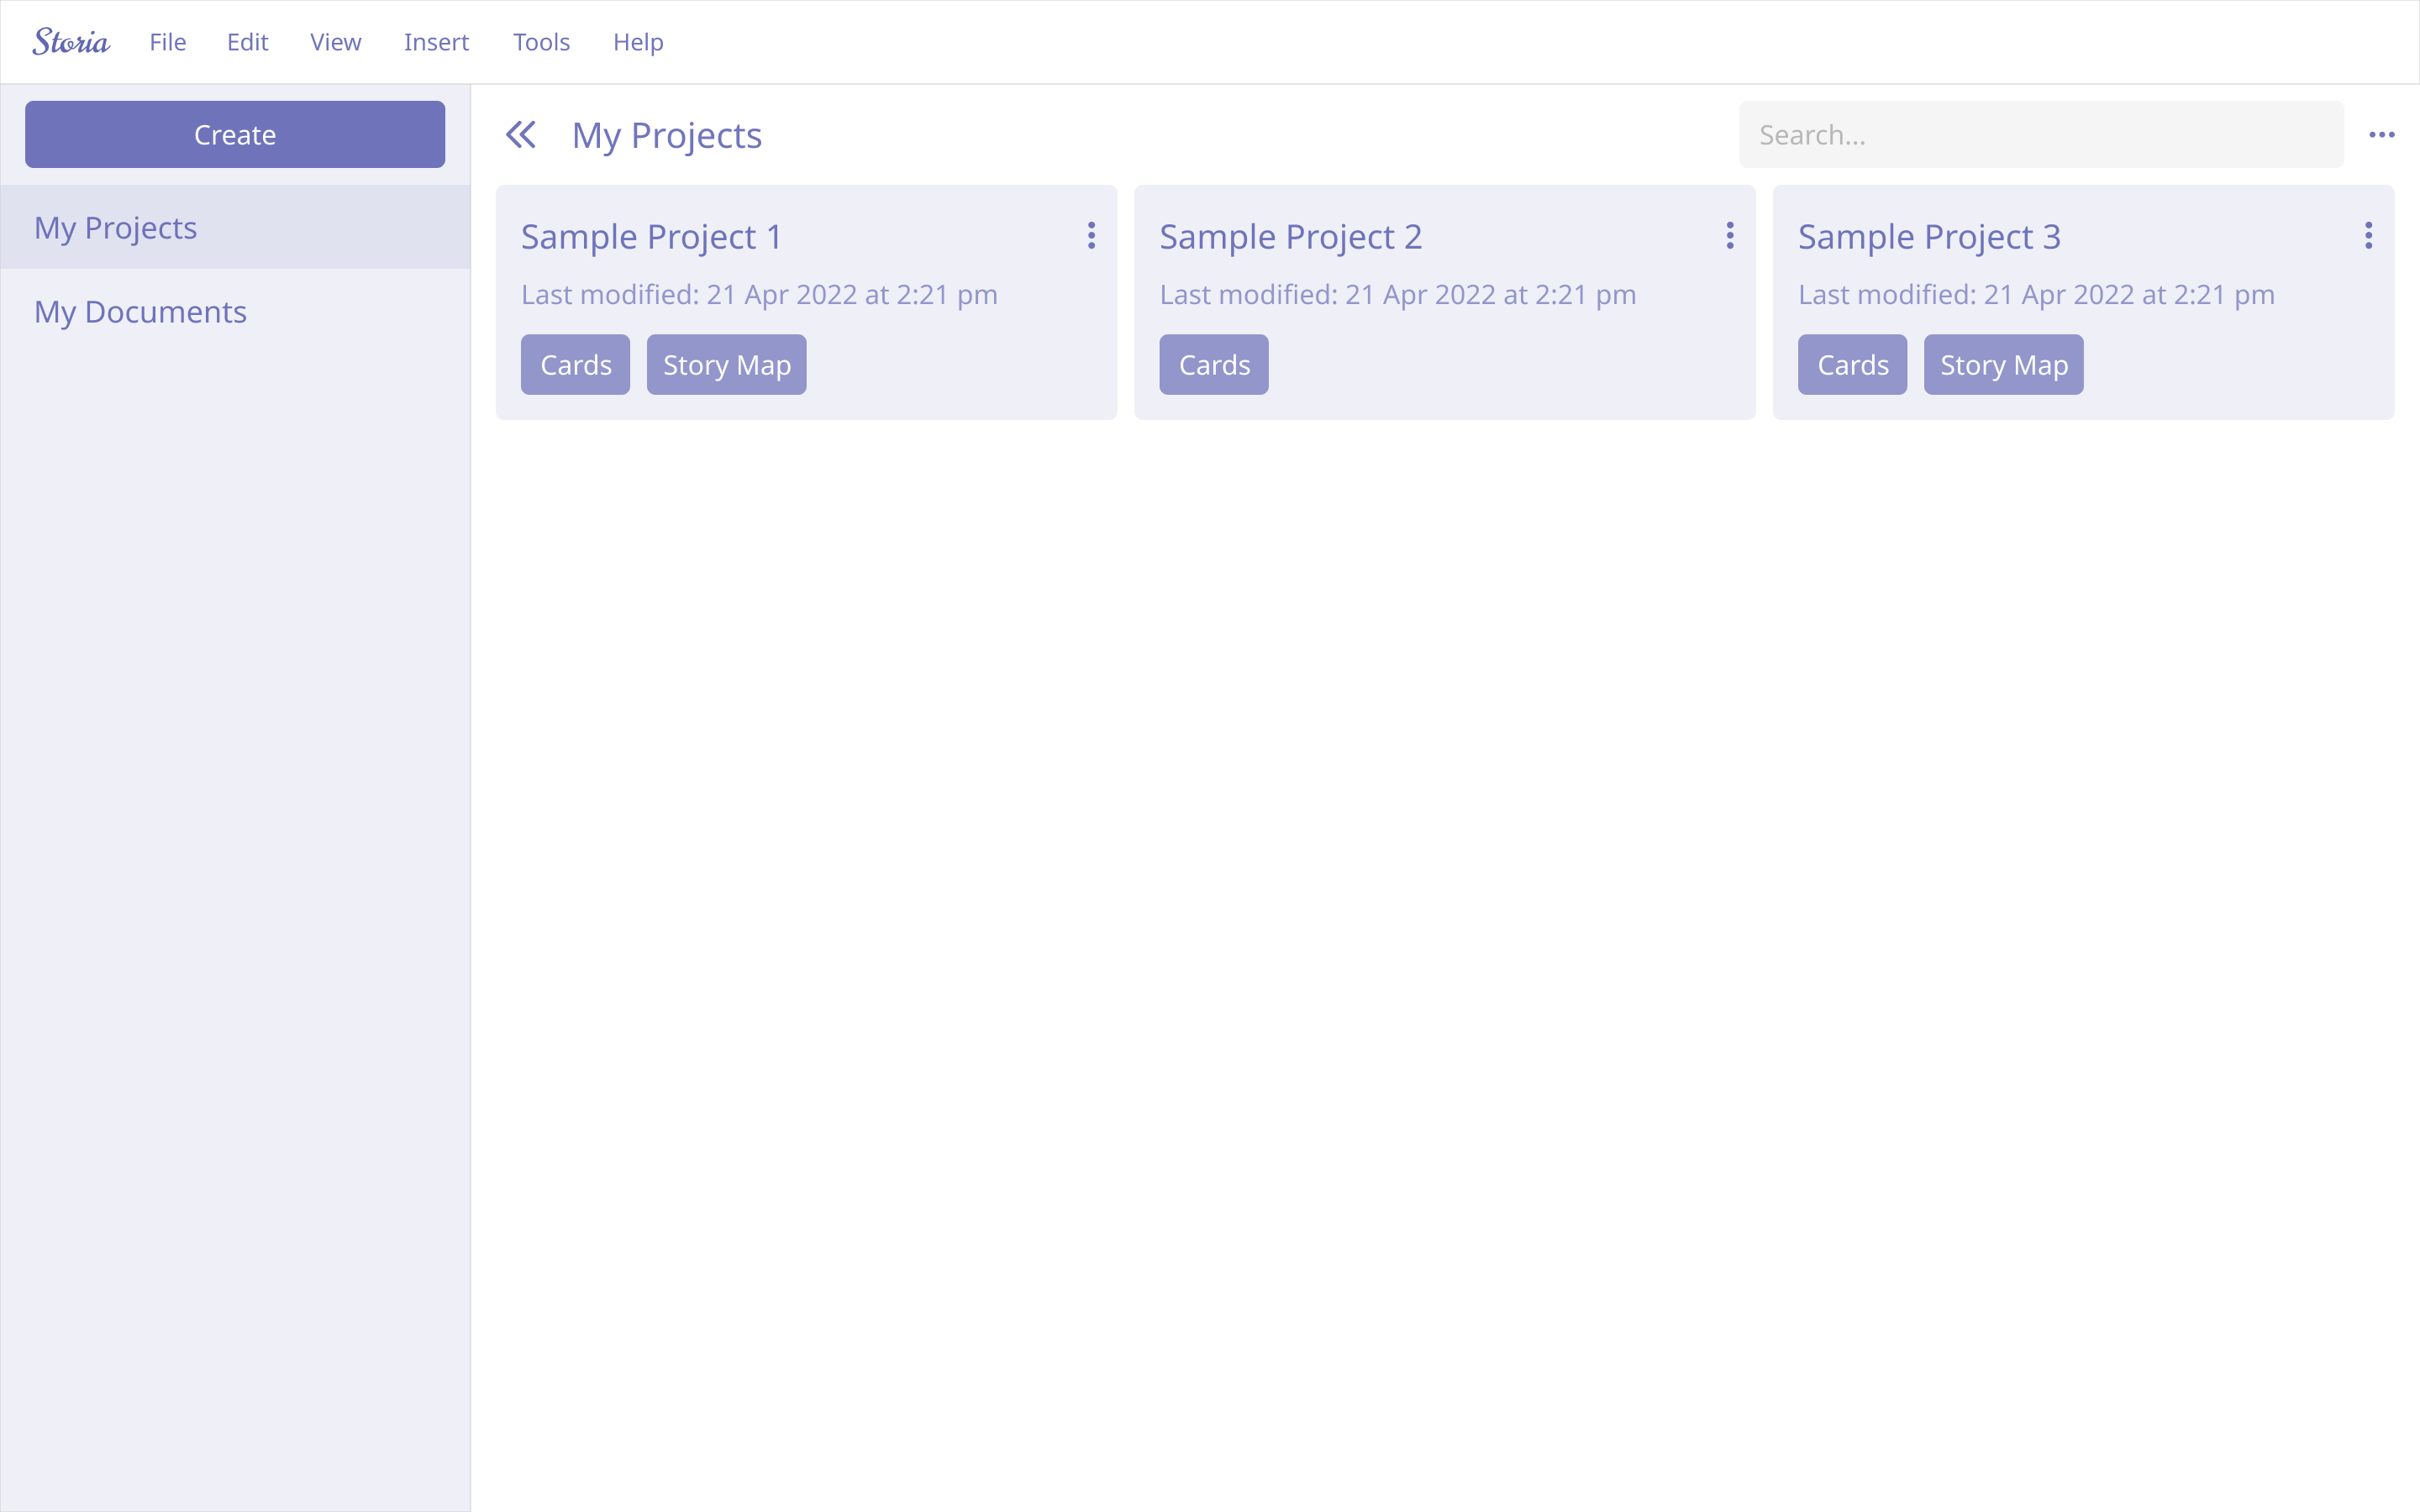 Storia File Edit View Insert Tools Help
Create
My Projects
My Documents
My Projects
Search...
Sample Project 1
Last modified: 21 Apr 2022 at 2:21 pm
Cards Story Map
Sample Project 2
Last modified: 21 Apr 2022 at 2:21 pm
Cards
Sample Project 3
Last modified: 21 Apr 2022 at 2:21 pm
Cards Story Map